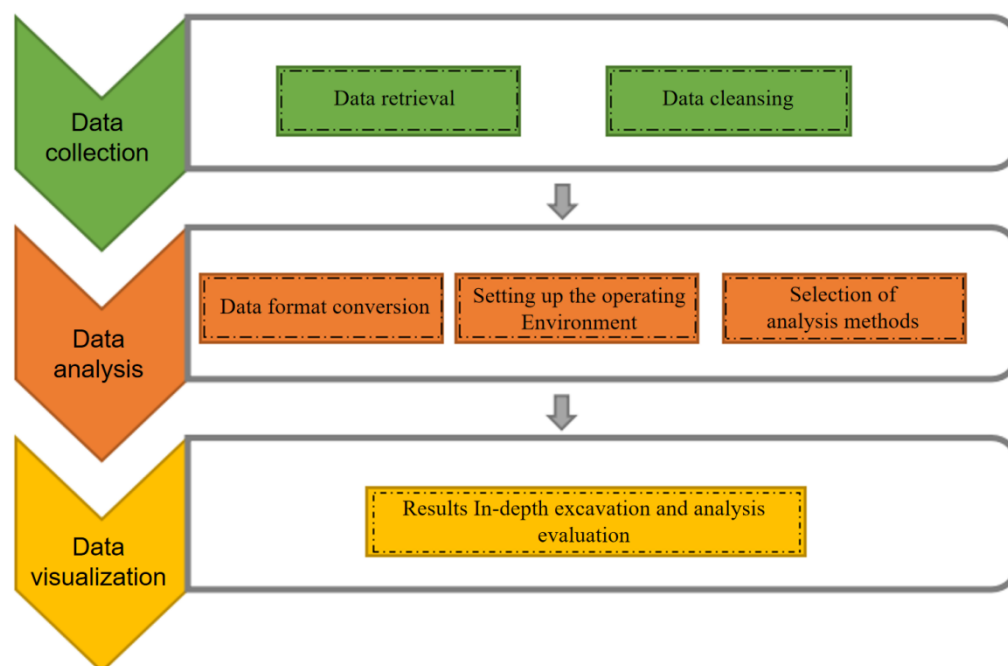 Data
collection
Data retrieval
Data cleansing
Data
analysis
Data format conversion
Setting up the operating
Environment
Selection of
analysis methods
Data
visualization
Results In-depth excavation and analysis
evaluation